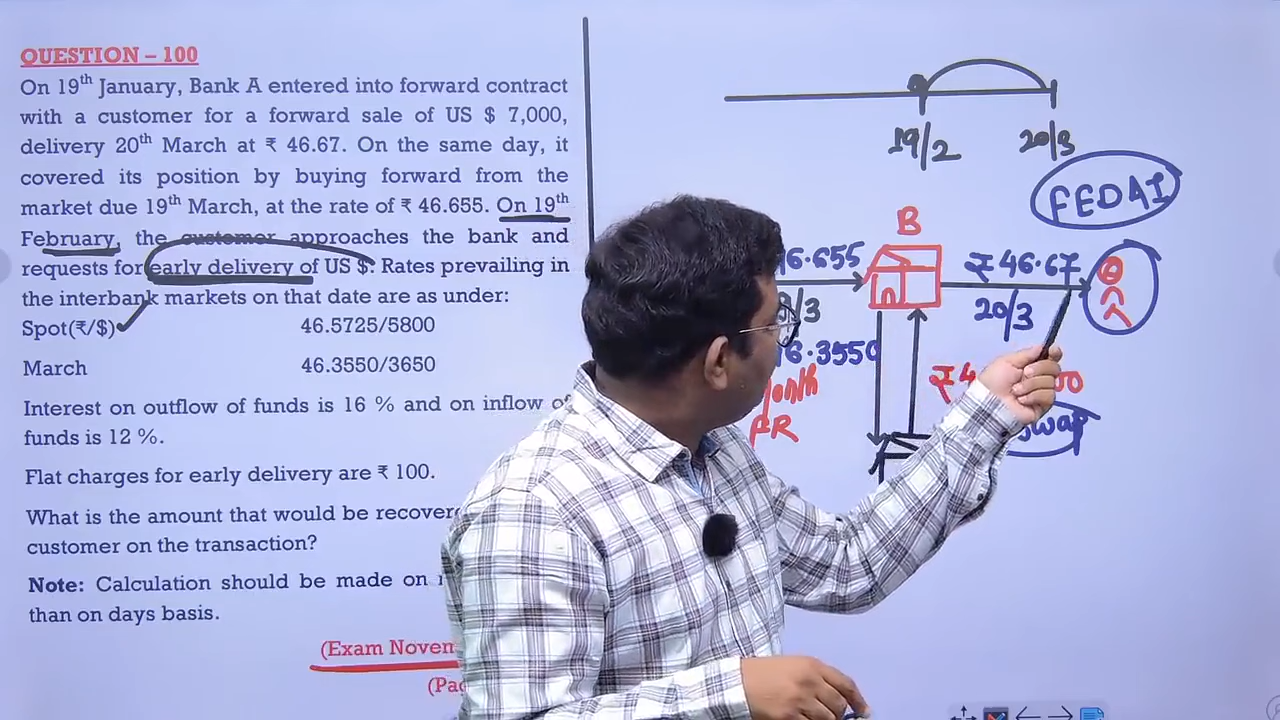 QUESTION – 100
On 19th January, Bank A entered into forward contract
with a customer for a forward sale of US $ 7,000,
delivery 20th March at ₹ 46.67. On the same day, it
covered its position by buying forward from the
market due 19th March, at the rate of ₹ 46.655. On 19th
February, the customer approaches the bank and
requests for early delivery of US $. Rates prevailing in
the interbank markets on that date are as under:
Spot(₹/$) 46.5725/5800
March 46.3550/3650
Interest on outflow of funds is 16 % and on inflow of
funds is 12 %.
Flat charges for early delivery are ₹ 100.
What is the amount that would be
customer on the transaction?
Note: Calculation should be made on
than on days basis.
(Exam
19/2 20/3
FEDAI
B
6.655 ₹46.67
/3 20/3
6.3550
swap